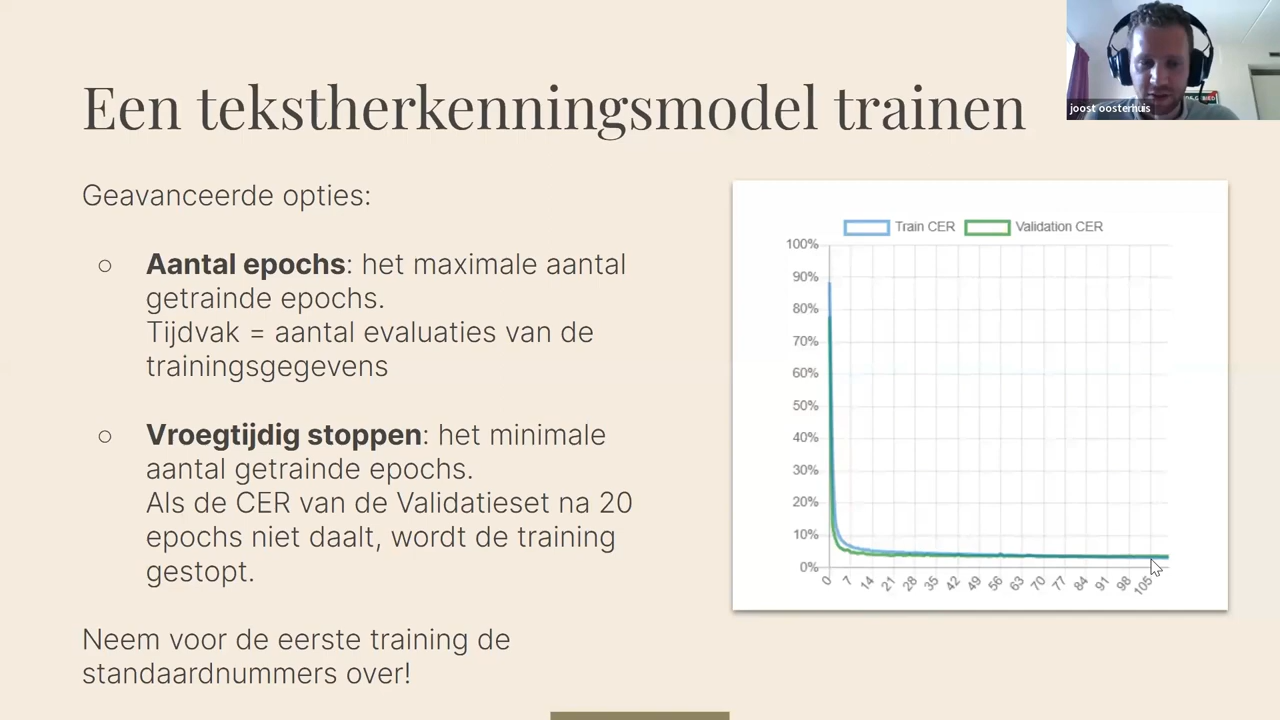 joost oosterhuis
Een tekstherkenningsmodel trainen
Geavanceerde opties:
Aantal epochs: het maximale aantal
getrainde epochs.
Tijdvak = aantal evaluaties van de
trainingsgegevens
Vroegtijdig stoppen: het minimale
aantal getrainde epochs.
Als de CER van de Validatieset na 20
epochs niet daalt, wordt de training
gestopt.
Neem voor de eerste training de
standaardnummers over!
Train CER Validation CER
100%
90%
80%
70%
60%
50%
40%
30%
20%
10%
0%
0 7 14 21 28 35 42 49 56 63 70 77 84 91 98 105